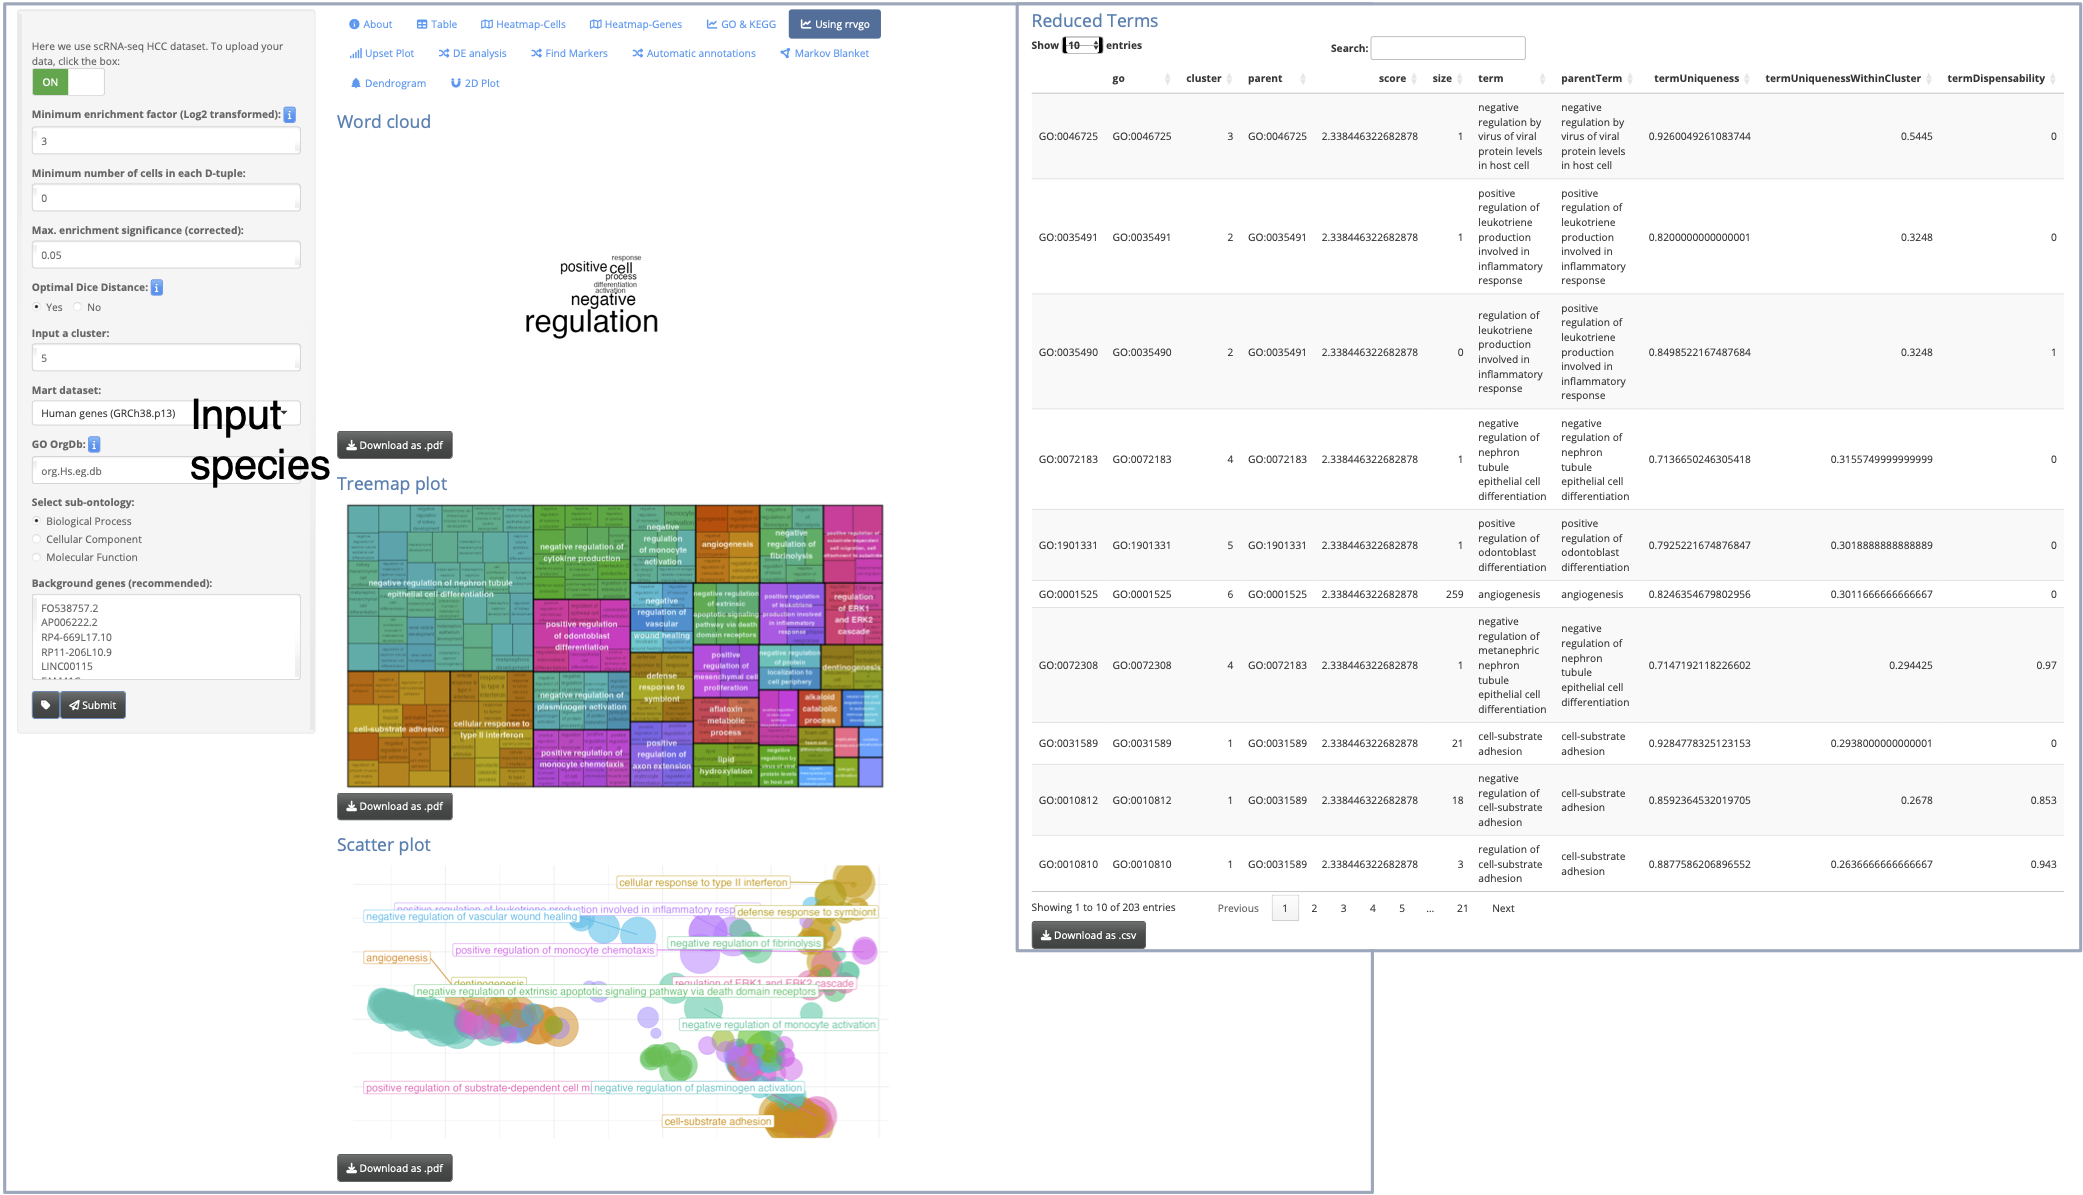 Here we use scRNA-seq HCC dataset. To upload your
data, click the box:
ON
Minimum enrichment factor (Log2 transformed):
3
Minimum number of cells in each D-tuple:
0
Max. enrichment significance (corrected):
0.05
Optimal Dice Distance:
Yes No
Input a cluster:
5
Mart dataset:
Human genes (GRCh38.p13)
Input
species
GO OrgDb:
org.Hs.eg.db
Select sub-ontology:
Biological Process
Cellular Component
Molecular Function
Background genes (recommended):
FO538757.2
AP006222.2
RP4-669L17.10
RP11-206L10.9
LINC00115
Submit
About Table Heatmap-Cells Heatmap-Genes GO & KEGG Using rrvgo
Upset Plot DE analysis Find Markers Automatic annotations Markov Blanket
Dendrogram 2D Plot
Word cloud
response
positive cell
process
differentiation
activation
negative
regulation
Download as .pdf
Treemap plot
negative regulation of nephron tubule
epithelial cell differentiation
negative regulation of
cytokine production
negative
regulation
of monocyte
activation
angiogenesis
negative
regulation of
fibrinolysis
positive regulation of
substrate-dependent
cell migration, cell
attachment to substrate
positive regulation
of odontoblast
differentiation
negative
regulation of
vascular
wound healing
negative regulation
of extrinsic
apoptotic signaling
pathway via death
domain receptors
positive regulation
of leukotriene
production involved
in inflammatory
response
regulation
of ERK1
and ERK2
cascade
cell-substrate adhesion
cellular response to
type II interferon
negative regulation of
plasminogen activation
positive regulation of
monocyte chemotaxis
defense
response to
symbiont
positive
regulation of
axon extension
positive
regulation of
mesenchymal cell
proliferation
negative
regulation of protein
localization to
cell periphery
dentinogenesis
aflatoxin
metabolic
process
alkaloid
catabolic
process
lipid
hydroxylation
negative
regulation by
virus of viral
protein levels
in host cell
Download as .pdf
Scatter plot
cellular response to type II interferon
positive regulation of leukotriene production involved in inflammatory resp
negative regulation of vascular wound healing
defense response to symbiont
positive regulation of monocyte chemotaxis
negative regulation of fibrinolysis
angiogenesis
dentinogenesis
regulation of ERK1 and ERK2 cascade
negative regulation of extrinsic apoptotic signaling pathway via death domain receptors
negative regulation of monocyte activation
positive regulation of substrate-dependent cell m
negative regulation of plasminogen activation
cell-substrate adhesion
Download as .pdf
Reduced Terms
Show 10 entries Search:
go cluster parent score size term parentTerm termUniqueness termUniquenessWithinCluster termDispensability
negative negative
regulation by regulation by
GO:0046725 GO:0046725 3 GO:0046725 2.338446322682878 1 virus of viral virus of viral 0.9260049261083744 0.5445 0
protein levels protein levels
in host cell in host cell
positive positive
regulation of regulation of
leukotriene leukotriene
GO:0035491 GO:0035491 2 GO:0035491 2.338446322682878 1 production production 0.8200000000000001 0.3248 0
involved in involved in
inflammatory inflammatory
response response
positive
regulation of regulation of
leukotriene leukotriene
GO:0035490 GO:0035490 2 GO:0035491 2.338446322682878 0 production production 0.8498522167487684 0.3248 1
involved in involved in
inflammatory inflammatory
response response
negative negative
regulation of regulation of
nephron nephron
GO:0072183 GO:0072183 4 GO:0072183 2.338446322682878 1 tubule tubule 0.7136650246305418 0.3155749999999999 0
epithelial cell epithelial cell
differentiation differentiation
positive positive
regulation of regulation of
GO:1901331 GO:1901331 5 GO:1901331 2.338446322682878 1 odontoblast odontoblast 0.7925221674876847 0.3018888888888889 0
differentiation differentiation
GO:0001525 GO:0001525 6 GO:0001525 2.338446322682878 259 angiogenesis angiogenesis 0.8246354679802956 0.3011666666666667 0
negative
regulation of negative
metanephric regulation of
GO:0072308 GO:0072308 4 GO:0072183 2.338446322682878 1 nephron nephron 0.7147192118226602 0.294425 0.97
tubule tubule
epithelial cell epithelial cell
differentiation differentiation
GO:0031589 GO:0031589 1 GO:0031589 2.338446322682878 21 cell-substrate cell-substrate 0.9284778325123153 0.2938000000000001 0
adhesion adhesion
negative
regulation of cell-substrate
GO:0010812 GO:0010812 1 GO:0031589 2.338446322682878 18 cell-substrate adhesion 0.8592364532019705 0.2678 0.853
adhesion
regulation of cell-substrate
GO:0010810 GO:0010810 1 GO:0031589 2.338446322682878 3 cell-substrate adhesion 0.8877586206896552 0.2636666666666667 0.943
adhesion
Showing 1 to 10 of 203 entries Previous 1 2 3 4 5 ... 21 Next
Download as .csv